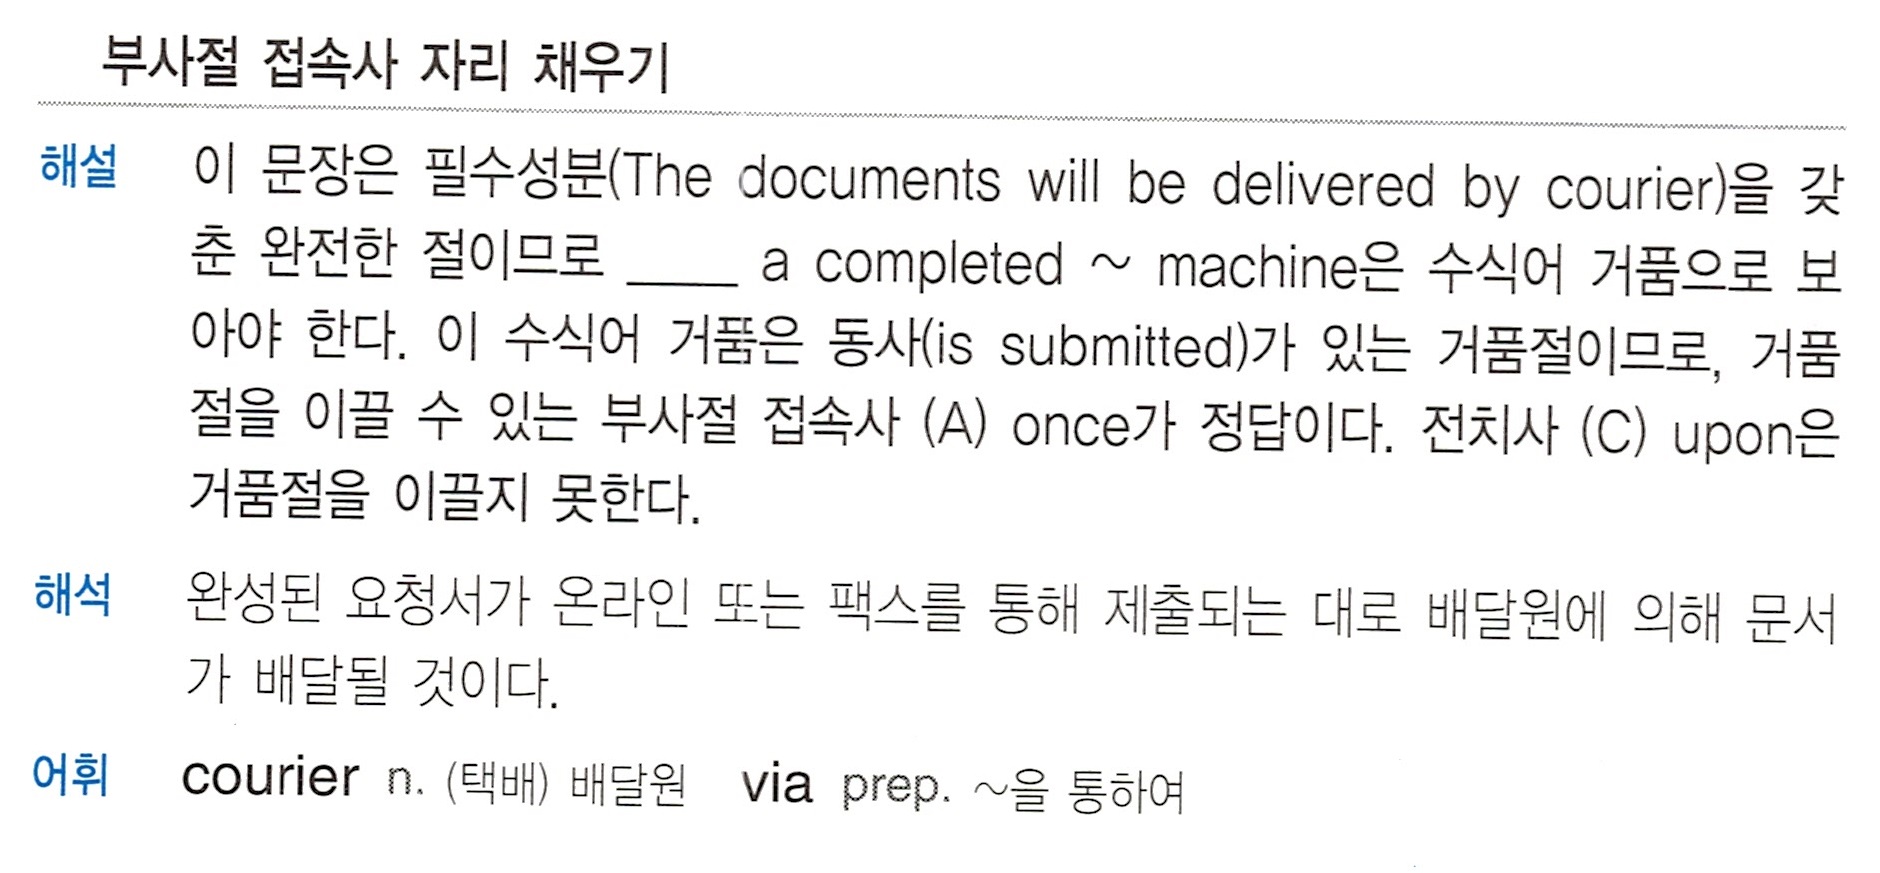 부사절 접속사 자리 채우기
해설 이 문장은 필수성분(The documents will be delivered by courier)을 갖
춘 완전한 절이므로 ____ a completed ~ machine은 수식어 거품으로 보
아야 한다. 이 수식어 거품은 동사(is submitted)가 있는 거품절이므로, 거품
절을 이끌 수 있는 부사절 접속사 (A) once가 정답이다. 전치사 (C) upon은
거품절을 이끌지 못한다.
해석 완성된 요청서가 온라인 또는 팩스를 통해 제출되는 대로 배달원에 의해 문서
가 배달될 것이다.
어휘 courier n. (택배) 배달원 via prep. ~을 통하여